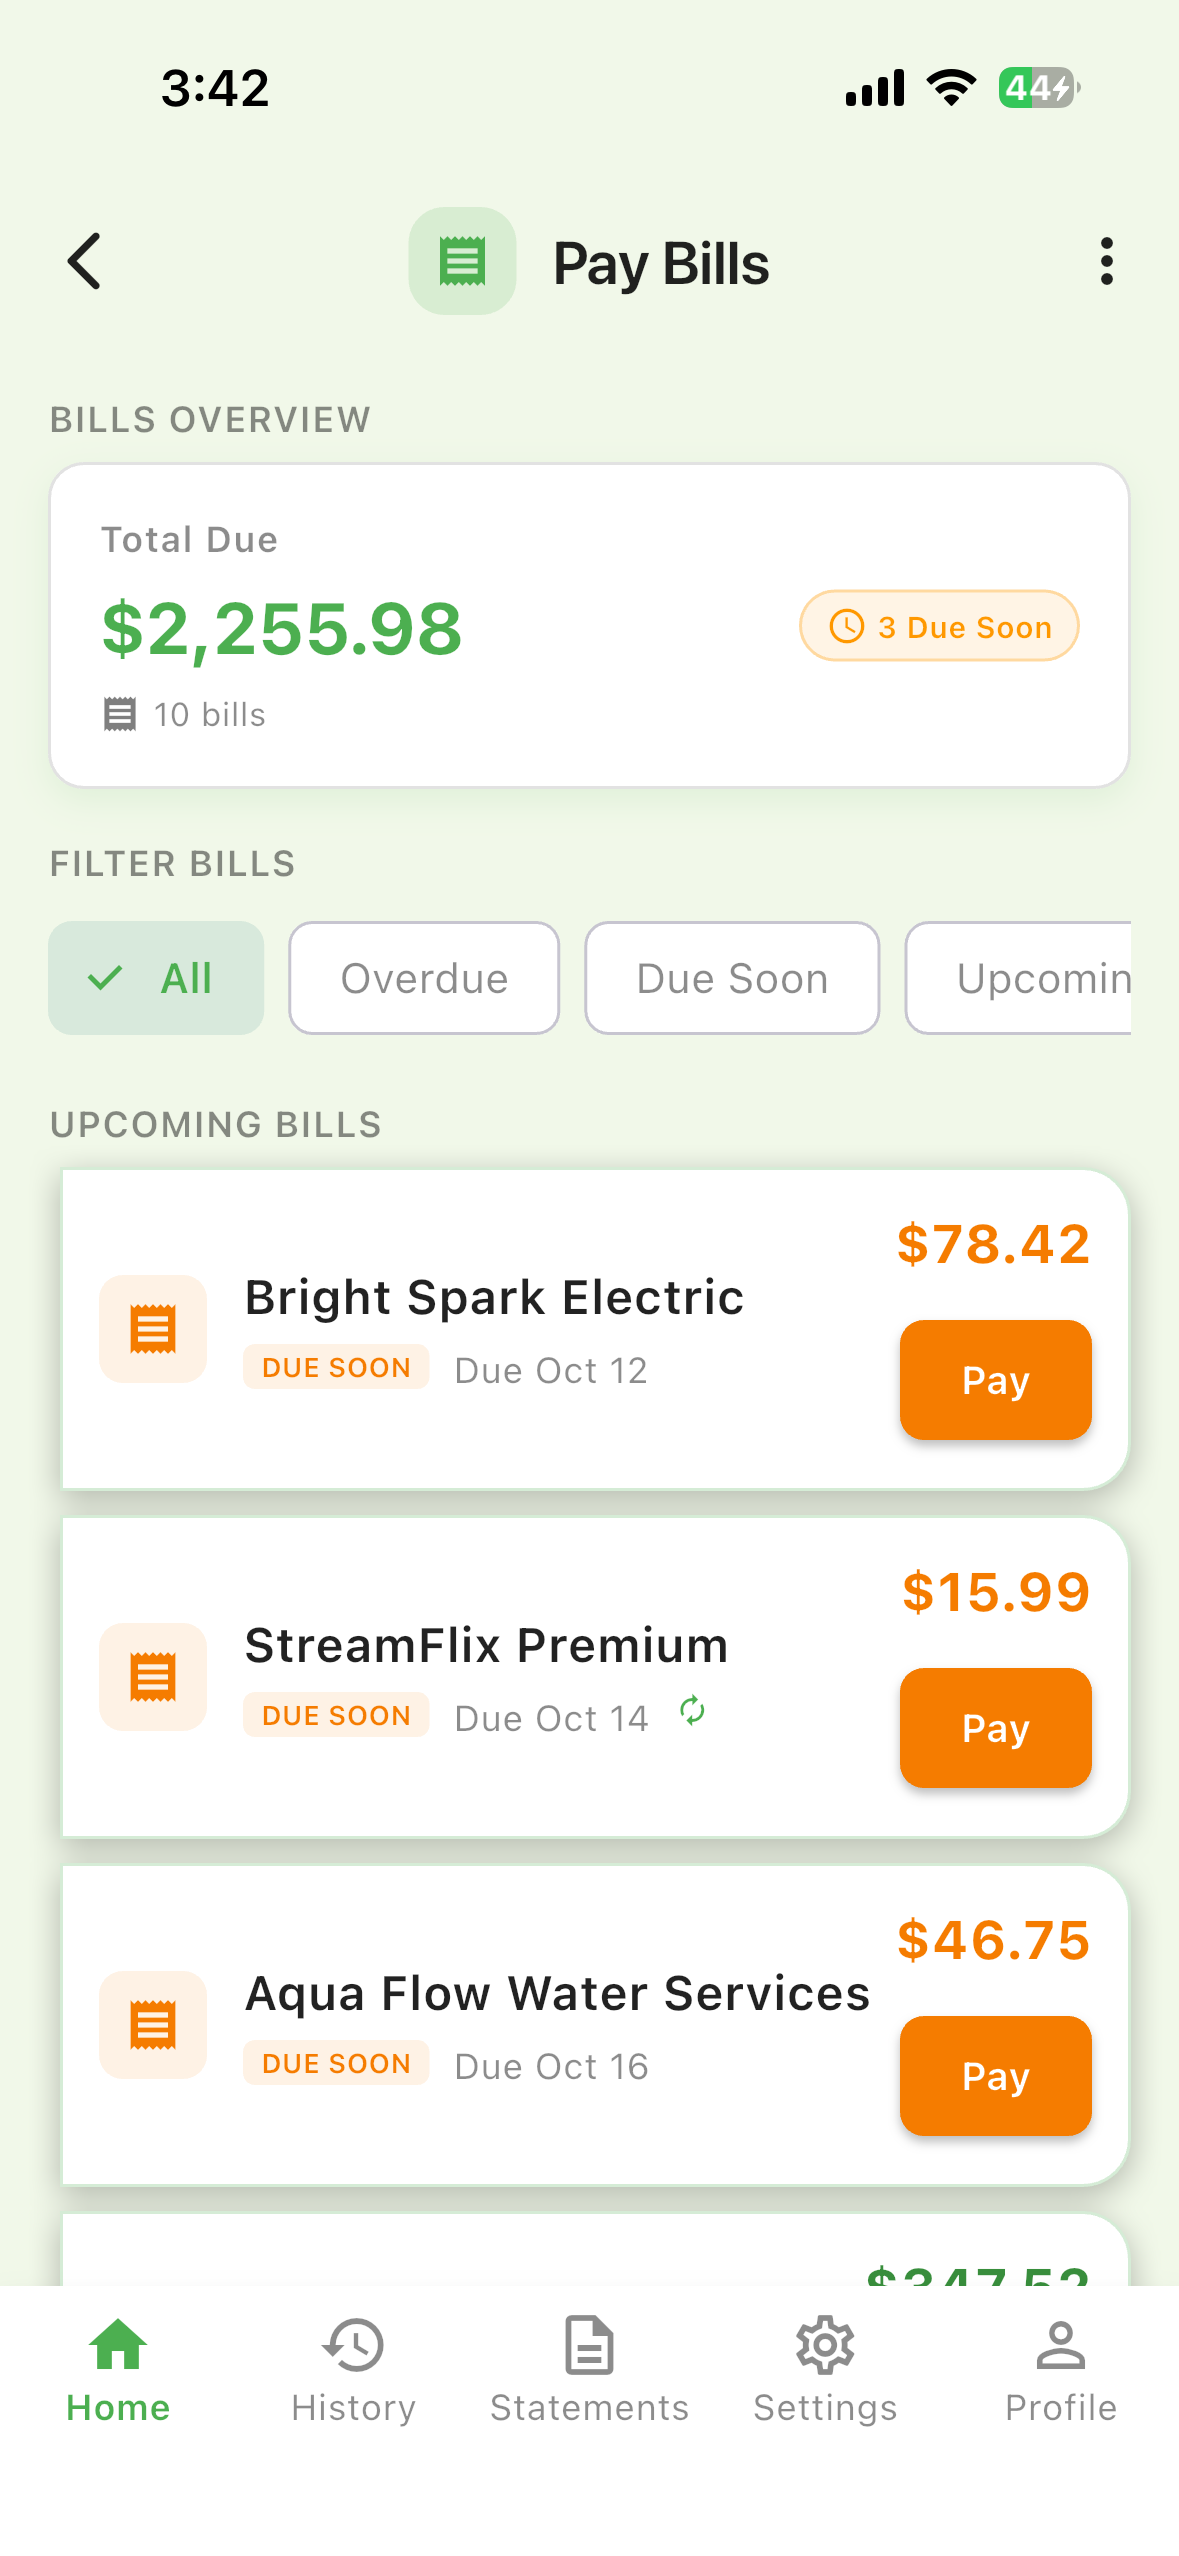 3:42
44
Pay Bills
BILLS OVERVIEW
Total Due
$2,255.98
3 Due Soon
10 bills
FILTER BILLS
All
Overdue
Due Soon
Upcomin
UPCOMING BILLS
$78.42
Bright Spark Electric
DUE SOON
Due Oct 12
Pay
$15.99
StreamFlix Premium
DUE SOON
Due Oct 14
Pay
$46.75
Aqua Flow Water Services
DUE SOON
Due Oct 16
Pay
$347.52
Home
History
Statements
Settings
Profile